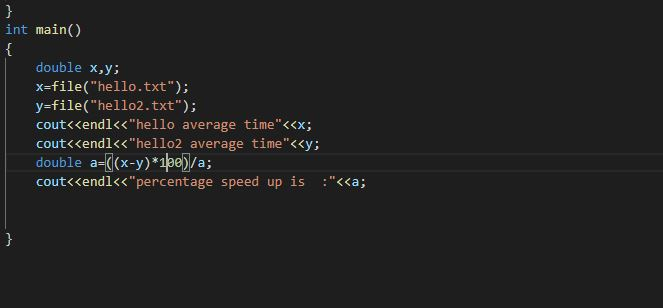 }
int main()
{
double x,y;
x=file("hello.txt");
y=file("hello2.txt");
cout<<endl<<"hello average time"<<x;
cout<<endl<<"hello2 average time"<<y;
double a=((x-y)*100)/a;
cout<<endl<<"percentage speed up is  :"<<a;
}